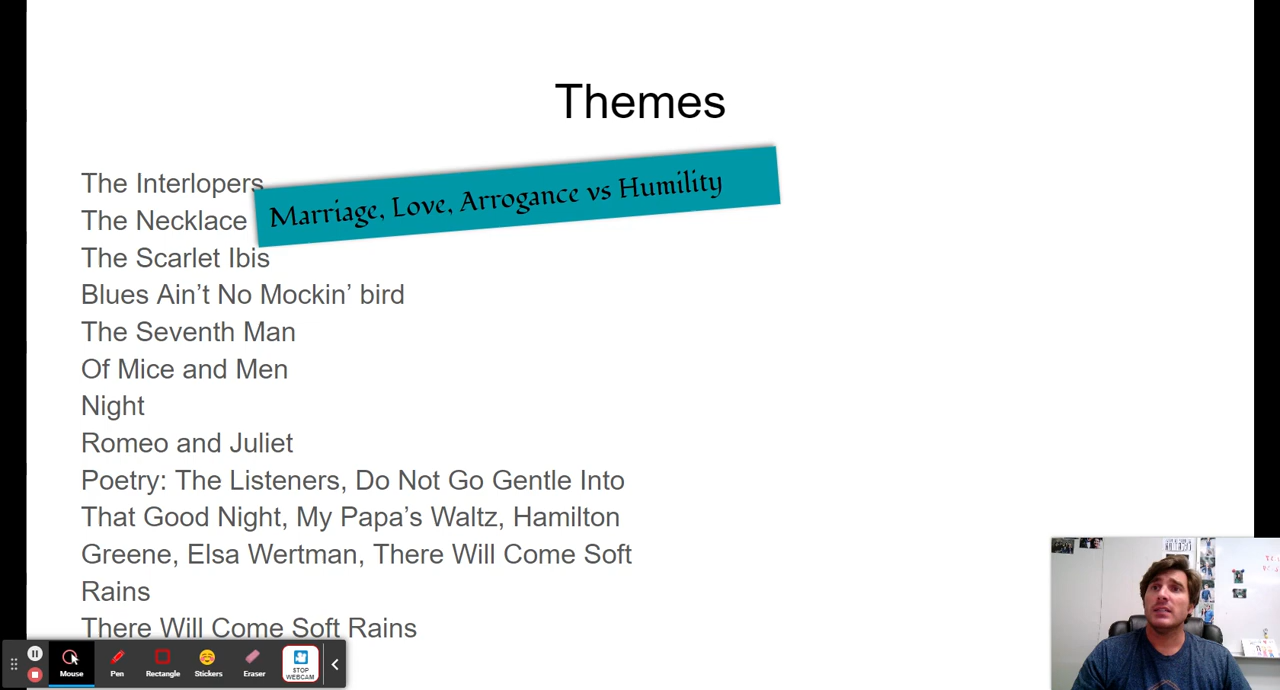 Themes
The Interlopers
Marriage, Love, Arrogance vs Humility
The Necklace
The Scarlet Ibis
Blues Ain’t No Mockin’ bird
The Seventh Man
Of Mice and Men
Night
Romeo and Juliet
Poetry: The Listeners, Do Not Go Gentle Into
That Good Night, My Papa’s Waltz, Hamilton
Greene, Elsa Wertman, There Will Come Soft
Rains
There Will Come Soft Rains
Mouse
Pen
Rectangle
Stickers
Eraser
STOP
WEBCAM